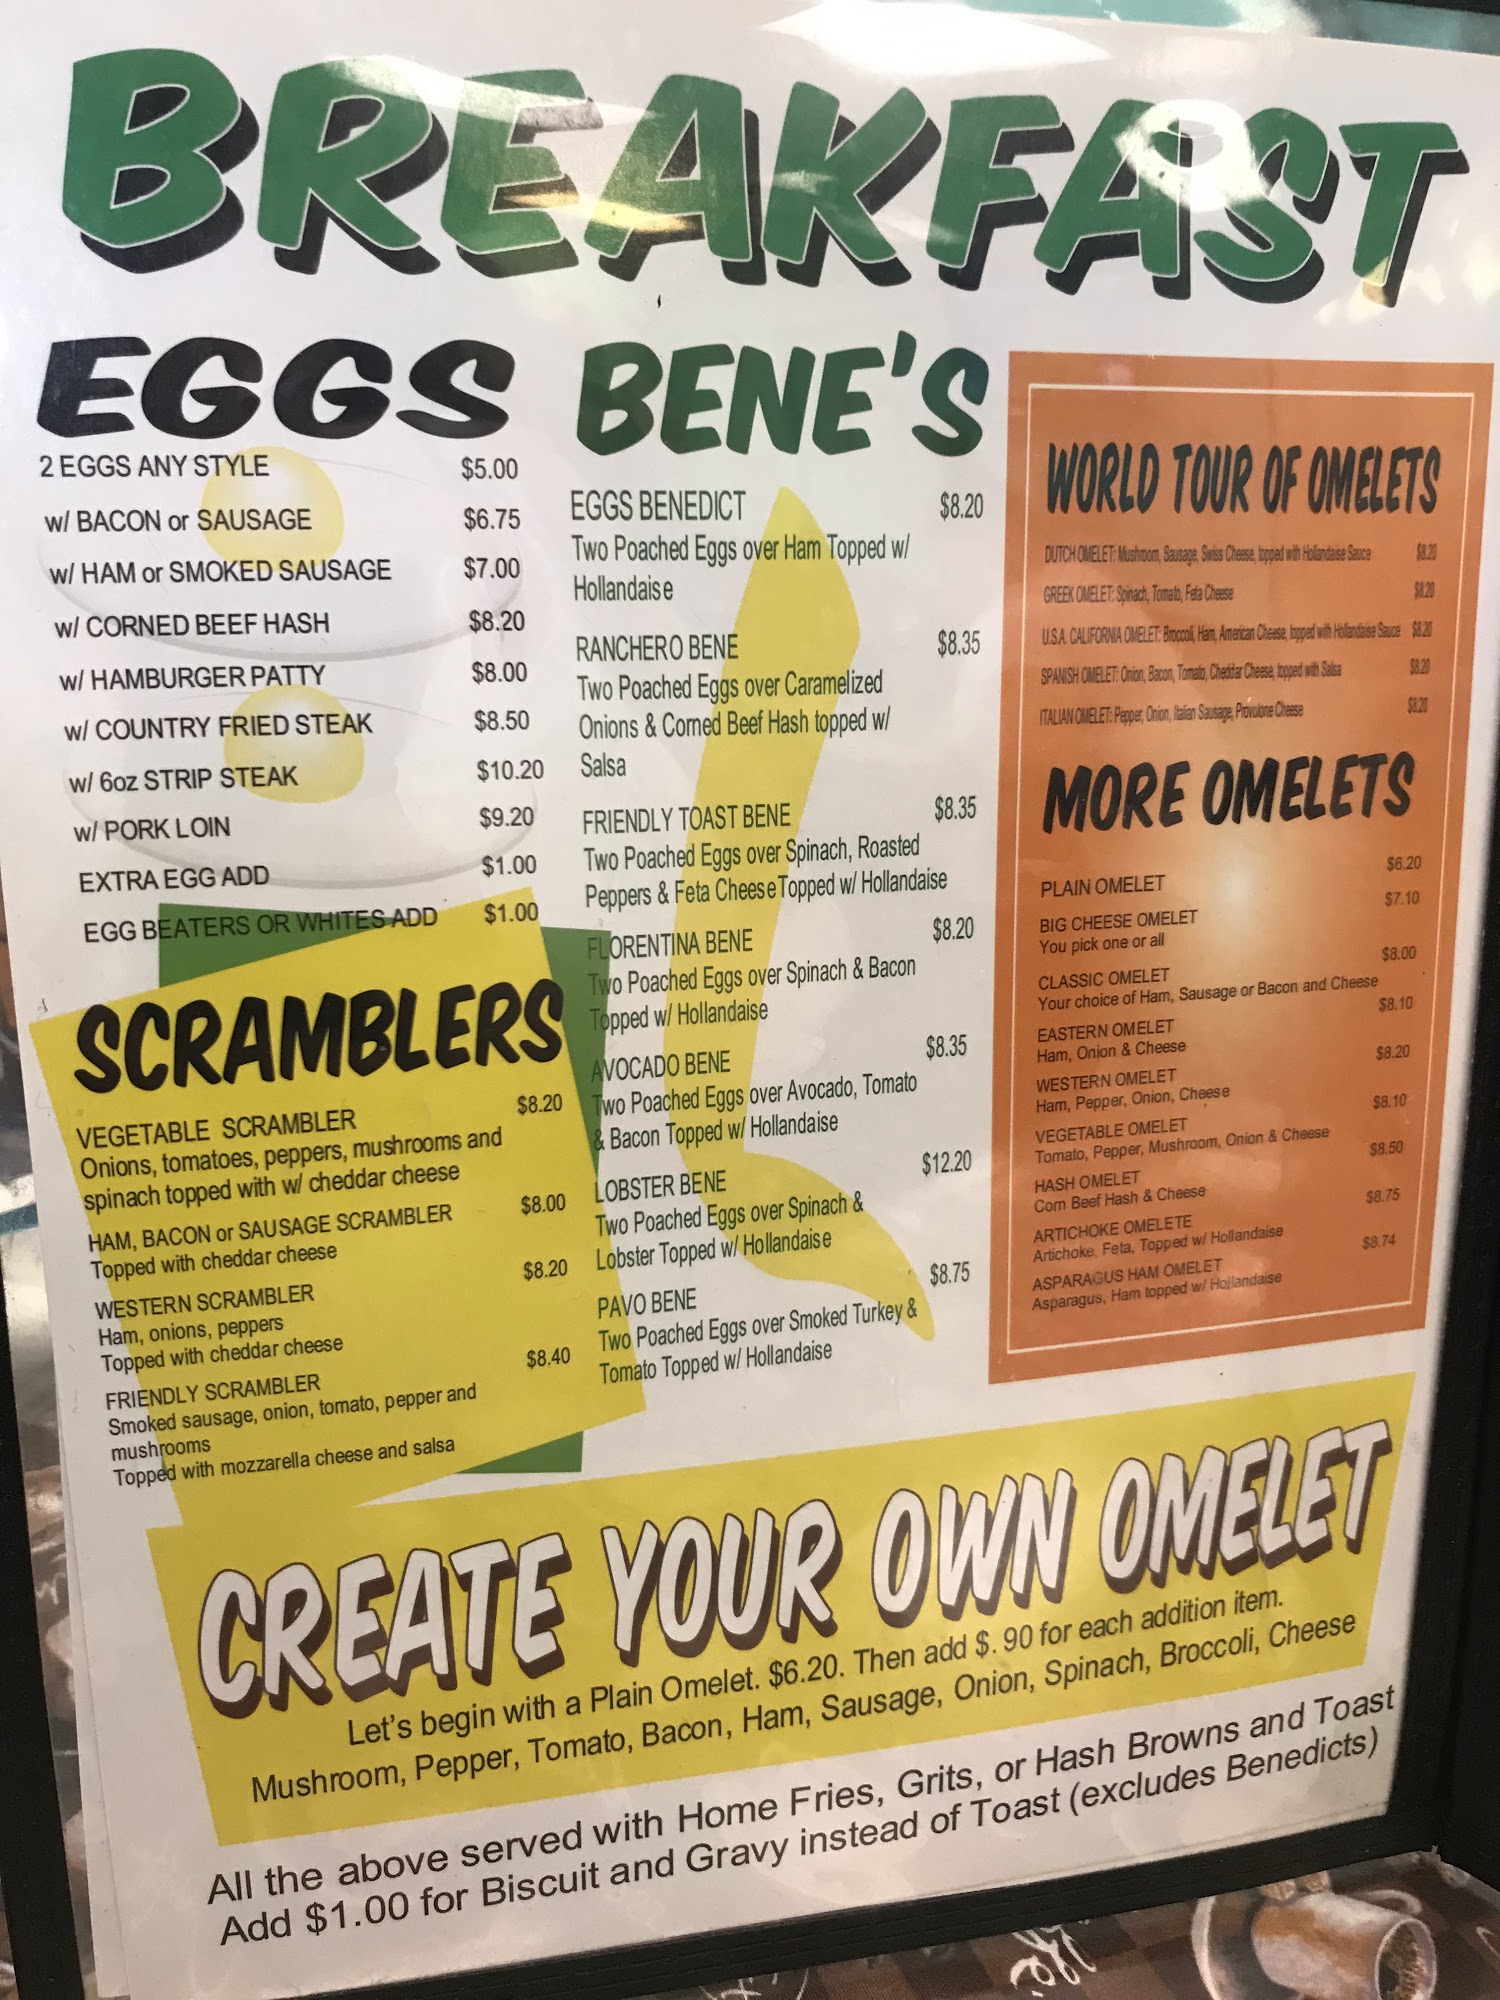 BREAKFAST
EGGS
2 EGGS ANY STYLE $5.00
w/ BACON or SAUSAGE $6.75
w/ HAM or SMOKED SAUSAGE $7.00
w/ CORNED BEEF HASH $8.20
w/ HAMBURGER PATTY $8.00
w/ COUNTRY FRIED STEAK $8.50
w/ 6oz STRIP STEAK $10.20
w/ PORK LOIN $9.20
EXTRA EGG ADD $1.00
EGG BEATERS OR WHITES ADD $1.00
SCRAMBLERS
VEGETABLE SCRAMBLER $8.20
Onions, tomatoes, peppers, mushrooms and
spinach topped with w/ cheddar cheese
HAM, BACON or SAUSAGE SCRAMBLER $8.00
Topped with cheddar cheese
WESTERN SCRAMBLER $8.20
Ham, onions, peppers
Topped with cheddar cheese
FRIENDLY SCRAMBLER $8.40
Smoked sausage, onion, tomato, pepper and
mushrooms
Topped with mozzarella cheese and salsa
BENE'S
EGGS BENEDICT $8.20
Two Poached Eggs over Ham Topped w/
Hollandaise
RANCHERO BENE $8.35
Two Poached Eggs over Caramelized
Onions & Corned Beef Hash topped w/
Salsa
FRIENDLY TOAST BENE $8.35
Two Poached Eggs over Spinach, Roasted
Peppers & Feta Cheese Topped w/ Hollandaise
FLORENTINA BENE $8.20
Two Poached Eggs over Spinach & Bacon
Topped w/ Hollandaise
AVOCADO BENE $8.35
Two Poached Eggs over Avocado, Tomato
& Bacon Topped w/ Hollandaise
LOBSTER BENE $12.20
Two Poached Eggs over Spinach &
Lobster Topped w/ Hollandaise
PAVO BENE $8.75
Two Poached Eggs over Smoked Turkey &
Tomato Topped w/ Hollandaise
WORLD TOUR OF OMELETS
DUTCH OMELET: Mushroom, Sausage, Swiss Cheese, topped with Hollandaise Sauce $8.20
GREEK OMELET: Spinach, Tomato, Feta Cheese $8.20
U.S.A. CALIFORNIA OMELET: Broccoli, Ham, American Cheese, topped with Hollandaise Sauce $8.20
SPANISH OMELET: Onion, Bacon, Tomato, Cheddar Cheese, topped with Salsa $8.20
ITALIAN OMELET: Pepper, Onion, Italian Sausage, Provolone Cheese $8.20
MORE OMELETS
PLAIN OMELET $6.20
BIG CHEESE OMELET $7.10
You pick one or all
CLASSIC OMELET $8.00
Your choice of Ham, Sausage or Bacon and Cheese
EASTERN OMELET $8.10
Ham, Onion & Cheese
WESTERN OMELET $8.20
Ham, Pepper, Onion, Cheese
VEGETABLE OMELET $8.10
Tomato, Pepper, Mushroom, Onion & Cheese
HASH OMELET $8.50
Corn Beef Hash & Cheese
ARTICHOKE OMELETE $8.75
Artichoke, Feta, Topped w/ Hollandaise
ASPARAGUS HAM OMELET $8.74
Asparagus, Ham topped w/ Hollandaise
CREATE YOUR OWN OMELET
Let's begin with a Plain Omelet. $6.20. Then add $. 90 for each addition item.
Mushroom, Pepper, Tomato, Bacon, Ham, Sausage, Onion, Spinach, Broccoli, Cheese
All the above served with Home Fries, Grits, or Hash Browns and Toast
Add $1.00 for Biscuit and Gravy instead of Toast (excludes Benedicts)